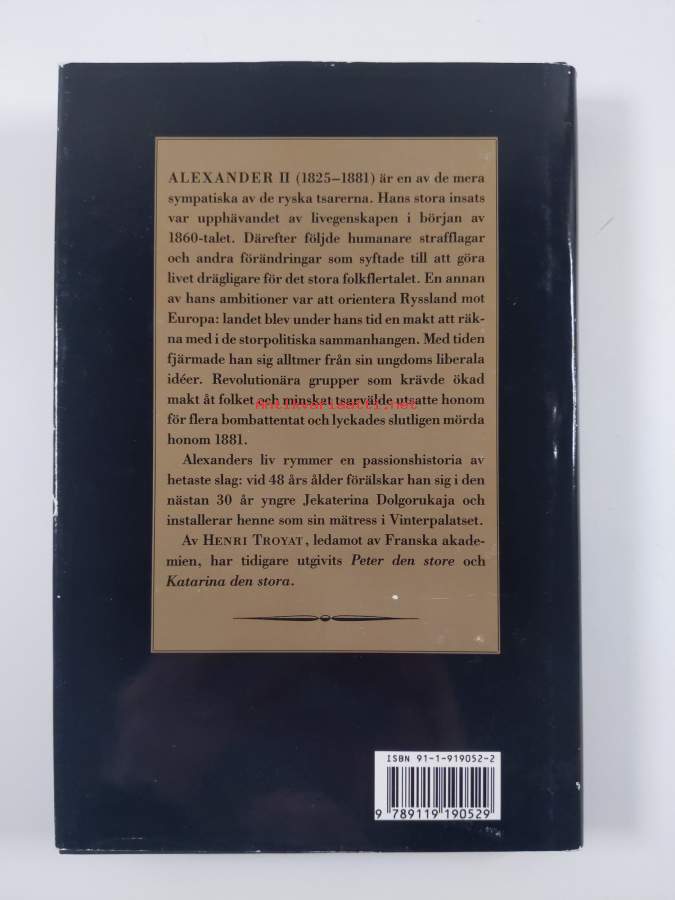 ALEXANDER II (1825–1881) är en av de mera
sympatiska av de ryska tsarerna. Hans stora insats
var upphävandet av livegenskapen i början av
1860-talet. Därefter följde humanare strafflagar
och andra förändringar som syftade till att göra
livet drägligare för det stora folkflertalet. En annan
av hans ambitioner var att orientera Ryssland mot
Europa: landet blev under hans tid en makt att räk-
na med i de storpolitiska sammanhangen. Med tiden
fjärmade han sig alltmer från sin ungdoms liberala
idéer. Revolutionära grupper som krävde ökad
makt åt folket och minskat tsarvälde utsatte honom
för flera bombattentat och lyckades slutligen mörda
honom 1881.
Alexanders liv rymmer en passionshistoria av
hetaste slag: vid 48 års ålder förälskar han sig i den
nästan 30 år yngre Jekaterina Dolgorukaja och
installerar henne som sin mätress i Vinterpalatset.
Av HENRI TROYAT, ledamot av Franska akade-
mien, har tidigare utgivits Peter den store och
Katarina den stora.
Antikvariaatti.net
ISBN 91-1-919052-2
9 789119 190529